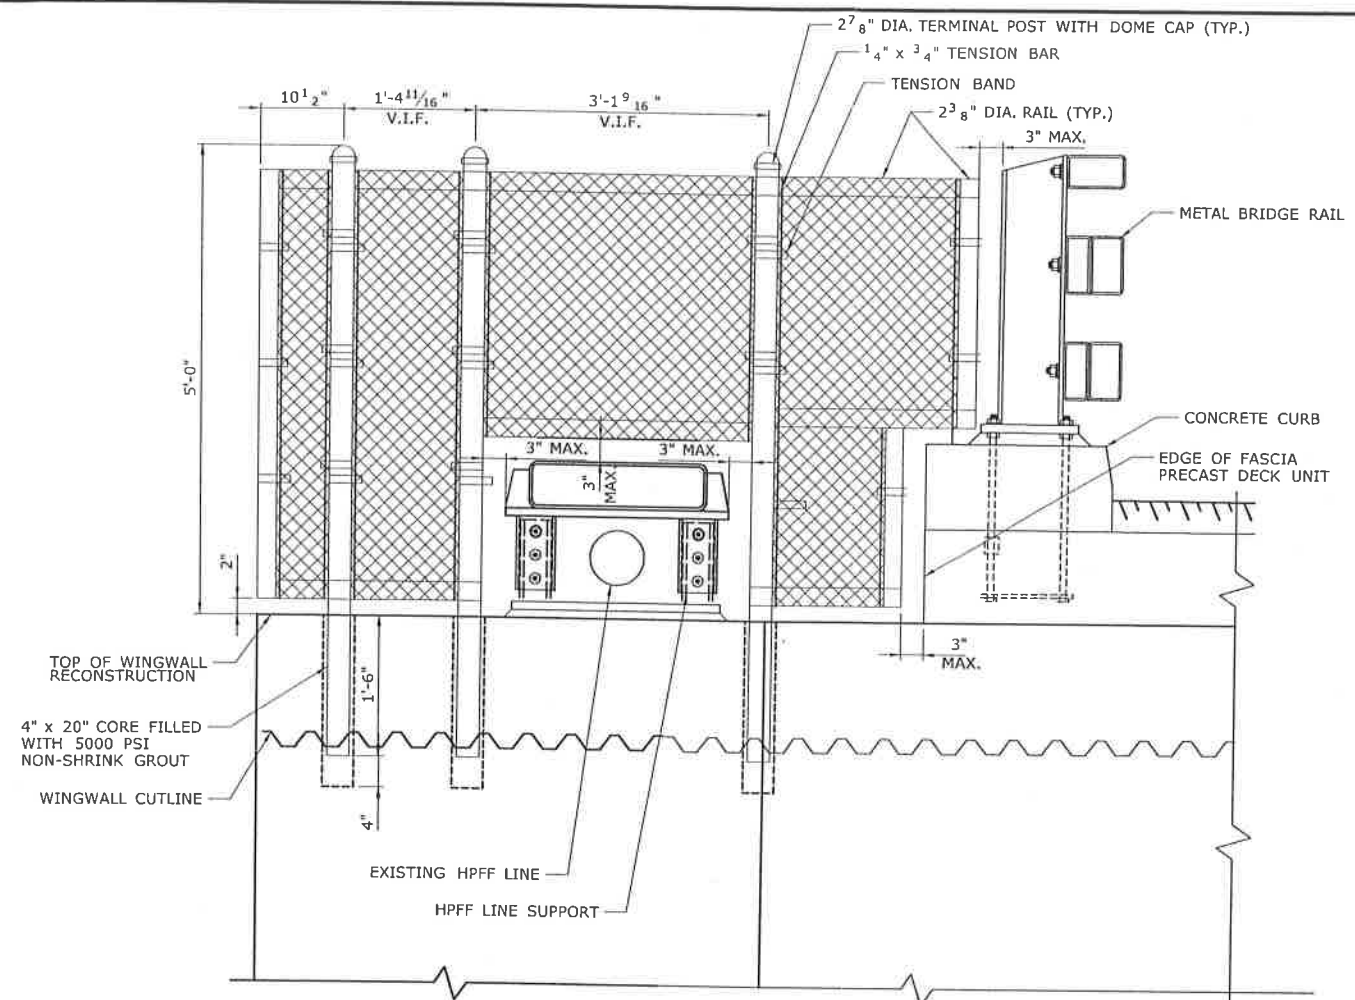 2 7/8" DIA. TERMINAL POST WITH DOME CAP (TYP.)
1/4" x 3/4" TENSION BAR
TENSION BAND
2 3/8" DIA. RAIL (TYP.)
3" MAX.
10 1/2"
1'-4 11/16"
V.I.F.
3'-1 9/16"
V.I.F.
METAL BRIDGE RAIL
5'-0"
CONCRETE CURB
3" MAX.
3" MAX.
3"
MAX.
EDGE OF FASCIA
PRECAST DECK UNIT
2"
3"
MAX.
TOP OF WINGWALL
RECONSTRUCTION
1'-6"
4" x 20" CORE FILLED
WITH 5000 PSI
NON-SHRINK GROUT
WINGWALL CUTLINE
4"
EXISTING HPFF LINE
HPFF LINE SUPPORT